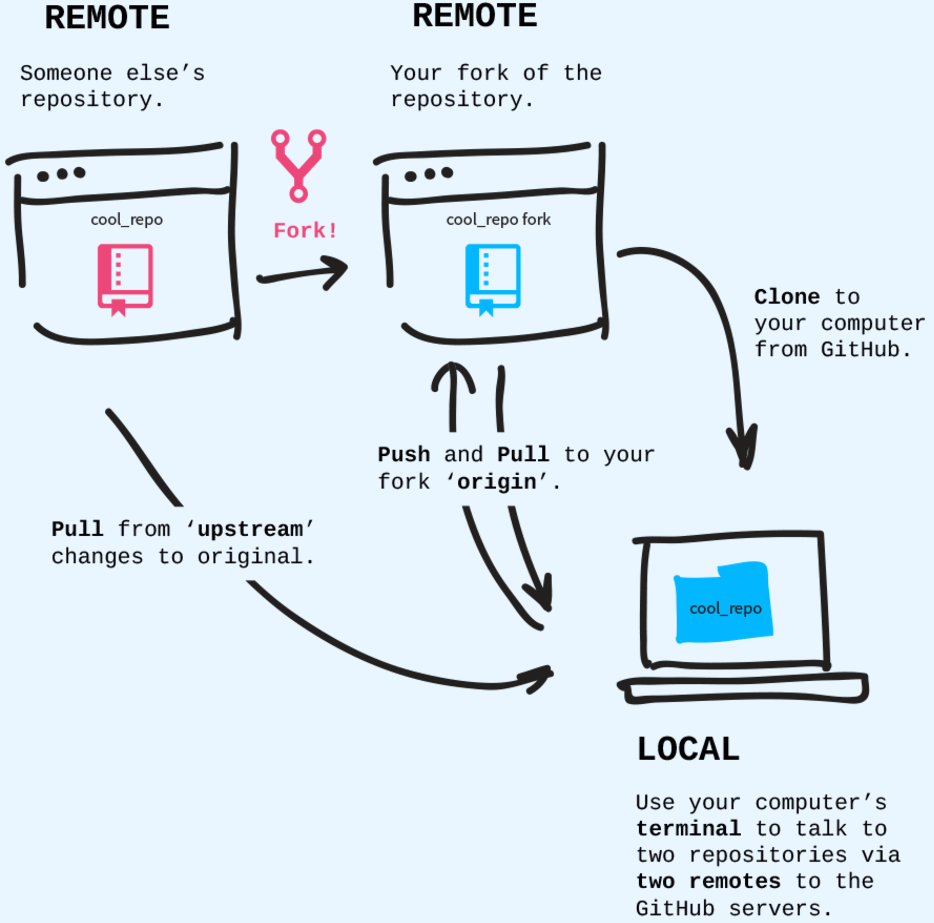 REMOTE
Someone else’s
repository.
cool_repo
Fork!
REMOTE
Your fork of the
repository.
cool_repo fork
Clone to
your computer
from GitHub.
Push and Pull to your
fork ‘origin’.
Pull from ‘upstream’
changes to original.
cool_repo
LOCAL
Use your computer’s
terminal to talk to
two repositories via
two remotes to the
GitHub servers.